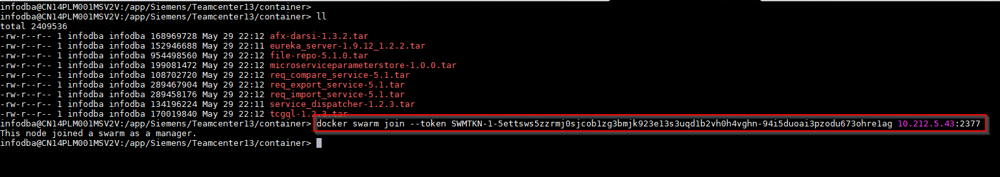 infodba@CN14PLM001MSV2V:/app/Siemens/Teamcenter13/container>
infodba@CN14PLM001MSV2V:/app/Siemens/Teamcenter13/container> ll
total 2409536
-rw-r--r-- 1 infodba infodba 168969728 May 29 22:12 afx-darsi-1.3.2.tar
-rw-r--r-- 1 infodba infodba 152946688 May 29 22:11 eureka_server-1.9.12_1.2.2.tar
-rw-r--r-- 1 infodba infodba 954498560 May 29 22:12 file-repo-5.1.0.tar
-rw-r--r-- 1 infodba infodba 199081472 May 29 22:12 microserviceparameterstore-1.0.0.tar
-rw-r--r-- 1 infodba infodba 108702720 May 29 22:12 req_compare_service-5.1.tar
-rw-r--r-- 1 infodba infodba 289467904 May 29 22:11 req_export_service-5.1.tar
-rw-r--r-- 1 infodba infodba 289458176 May 29 22:12 req_import_service-5.1.tar
-rw-r--r-- 1 infodba infodba 134196224 May 29 22:11 service_dispatcher-1.2.3.tar
-rw-r--r-- 1 infodba infodba 170019840 May 29 22:12 tcgql-1.2.3.tar
infodba@CN14PLM001MSV2V:/app/Siemens/Teamcenter13/container> docker swarm join --token SWMTKN-1-5ettsws5zzrmj0sjcob1zg3bmjk923e13s3uqd1b2vh0h4vghn-94i5duoai3pzodu673ohre1ag 10.212.5.43:2377
This node joined a swarm as a manager.
infodba@CN14PLM001MSV2V:/app/Siemens/Teamcenter13/container>